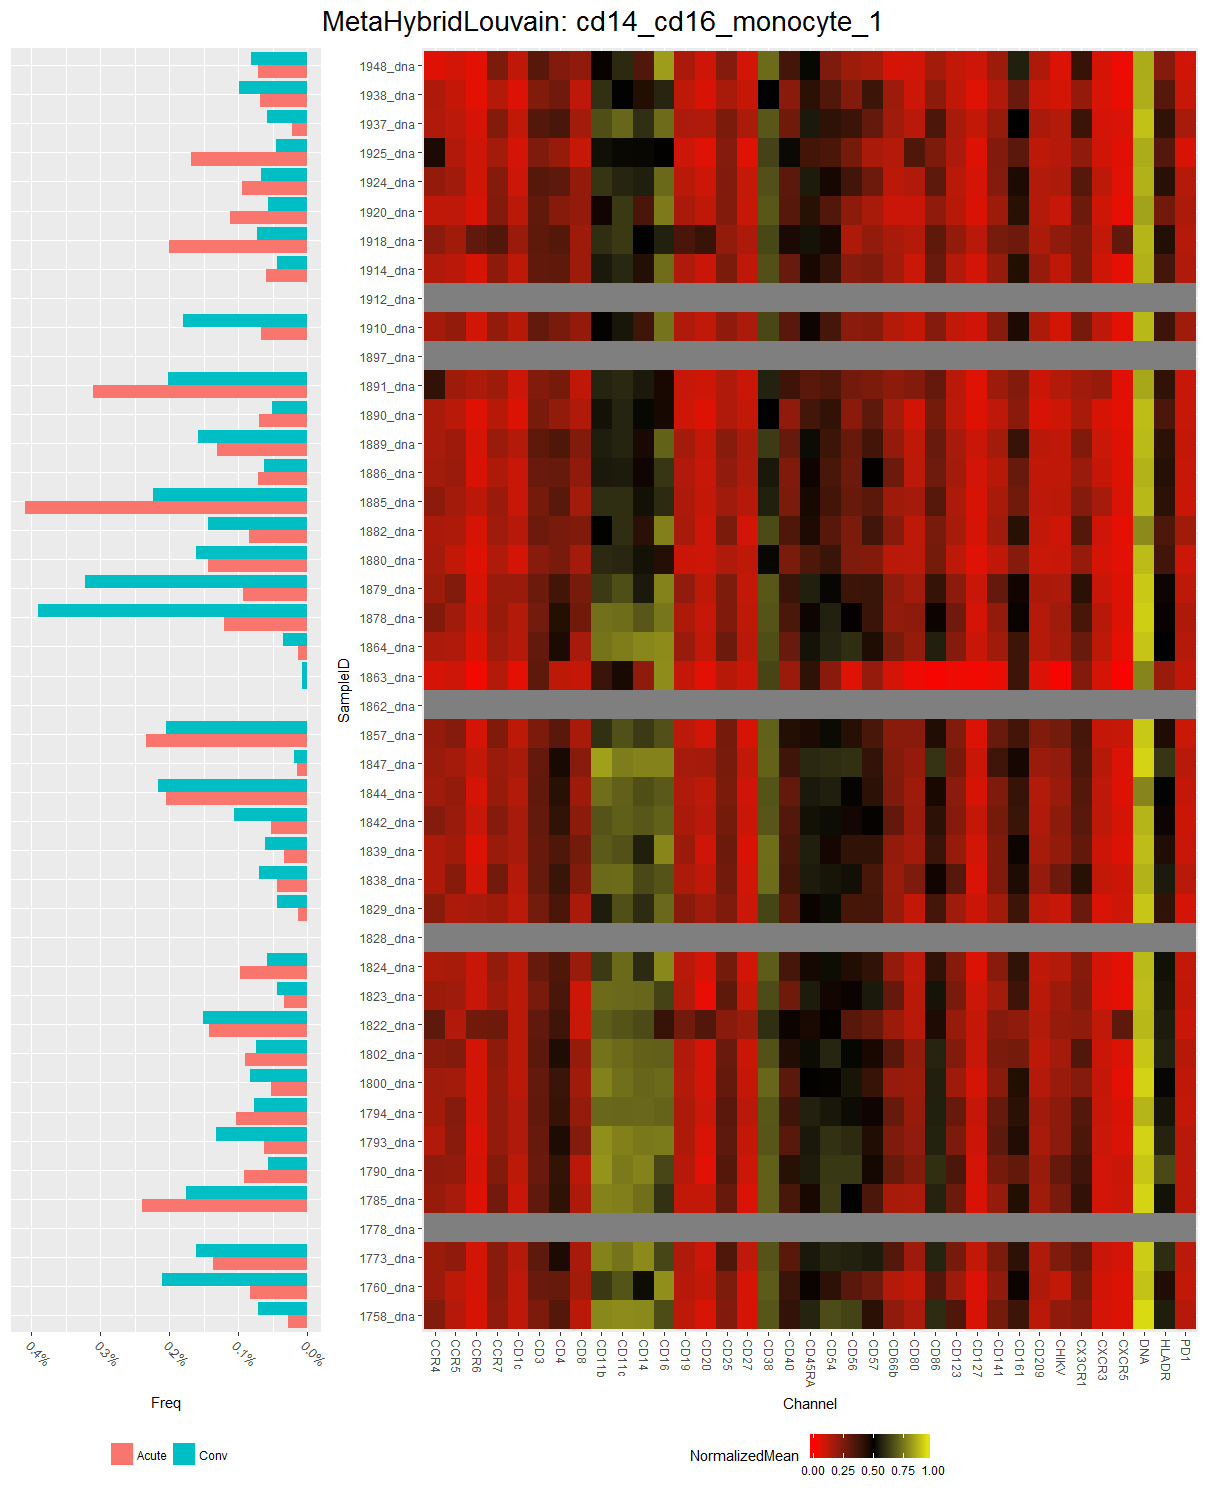 MetaHybridLouvain: cd14_cd16_monocyte_1
1948_dna
1938_dna
1937_dna
1925_dna
1924_dna
1920_dna
1918_dna
1914_dna
1912_dna
1910_dna
1897_dna
1891_dna
1890_dna
1889_dna
1886_dna
1885_dna
1882_dna
1880_dna
1879_dna
1878_dna
1864_dna
1863_dna
1862_dna
1857_dna
1847_dna
1844_dna
1842_dna
1839_dna
1838_dna
1829_dna
1828_dna
1824_dna
1823_dna
1822_dna
1802_dna
1800_dna
1794_dna
1793_dna
1790_dna
1785_dna
1778_dna
1773_dna
1760_dna
1758_dna
SampleID
0.4%
0.3%
0.2%
0.1%
0.0%
Freq
CCR4
CCR5
CCR6
CCR7
CD1c
CD3
CD4
CD8
CD11b
CD11c
CD14
CD16
CD19
CD20
CD25
CD27
CD38
CD40
CD45RA
CD54
CD56
CD57
CD66b
CD80
CD86
CD123
CD127
CD141
CD161
CD209
CHIKV
CX3CR1
CXCR3
CXCR5
DNA
HLADR
PD1
Channel
Acute
Conv
NormalizedMean
0.00 0.25 0.50 0.75 1.00